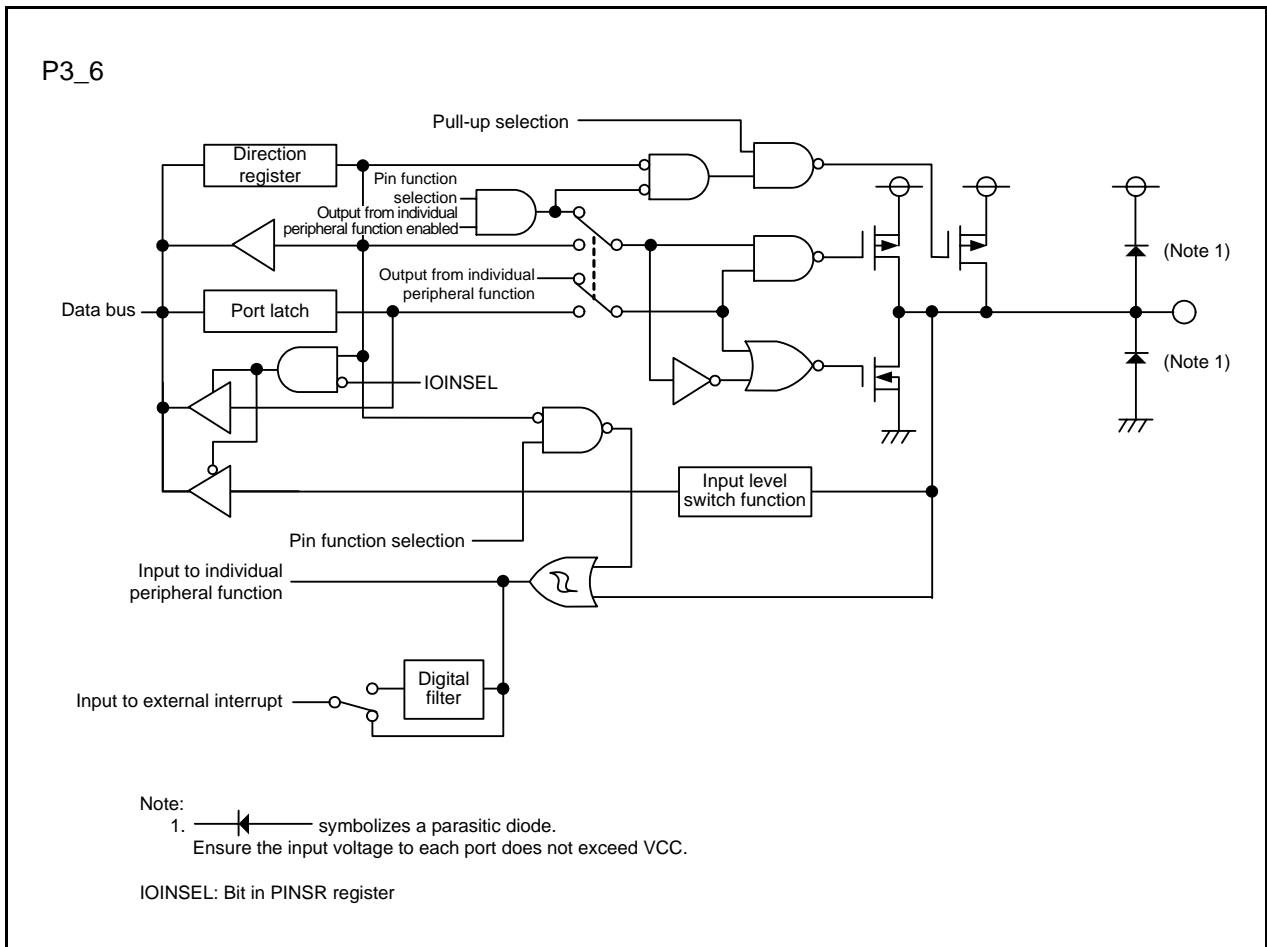 P3_6
Pull-up selection
Direction
register
Pin function
selection
Output from individual
peripheral function enabled
(Note 1)
Output from individual
peripheral function
Data bus
Port latch
(Note 1)
IOINSEL
Input level
switch function
Pin function selection
Input to individual
peripheral function
Digital
filter
Input to external interrupt
Note:
1. symbolizes a parasitic diode.
Ensure the input voltage to each port does not exceed VCC.
IOINSEL: Bit in PINSR register